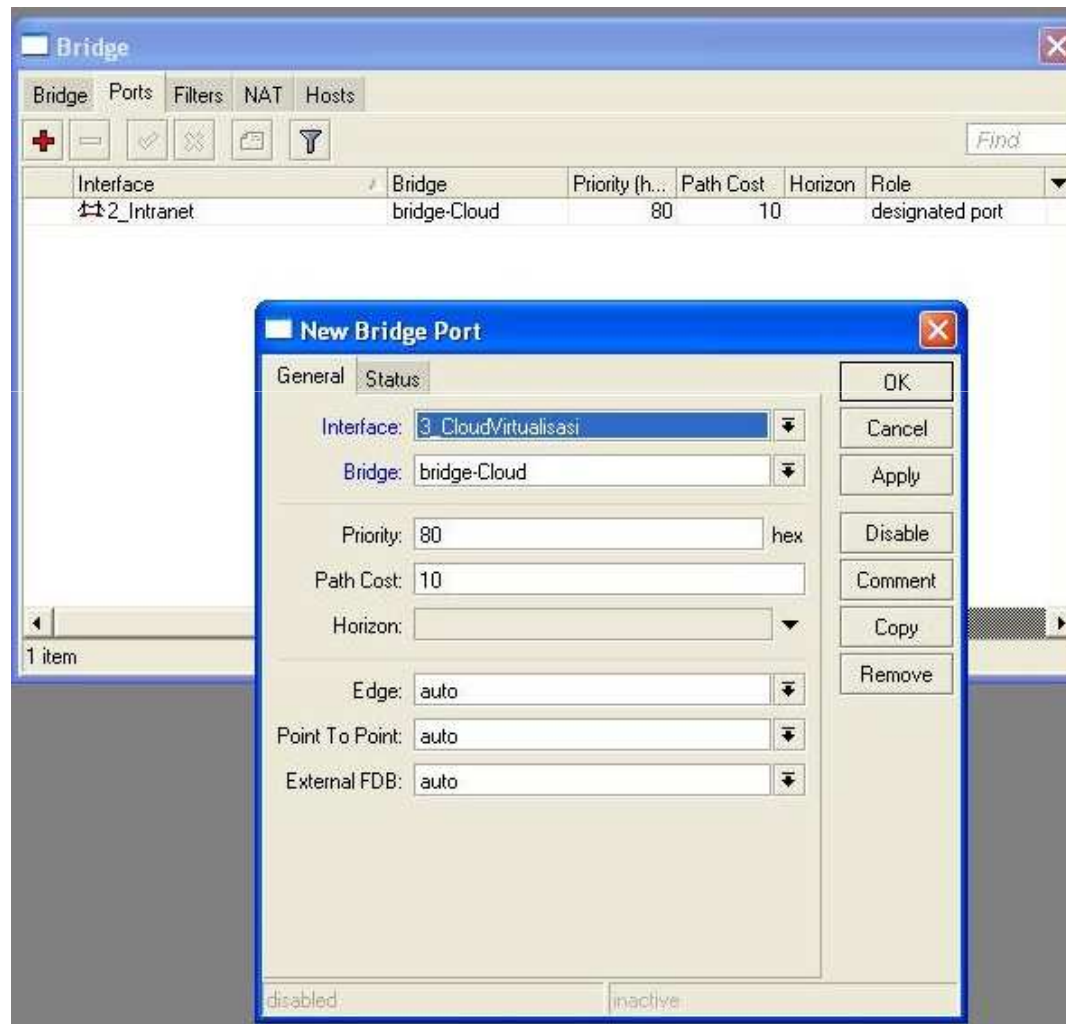 Bridge
Bridge Ports Filters NAT Hosts
Find
Interface Bridge Priority (h... Path Cost Horizon Role
2_Intranet bridge-Cloud 80 10 designated port
New Bridge Port
General Status
OK
Interface: 3_CloudVirtualisasi
Cancel
Bridge: bridge-Cloud
Apply
Priority: 80 hex
Disable
Path Cost: 10
Comment
Horizon:
Copy
1 item
Remove
Edge: auto
Point To Point: auto
External FDB: auto
disabled inactive